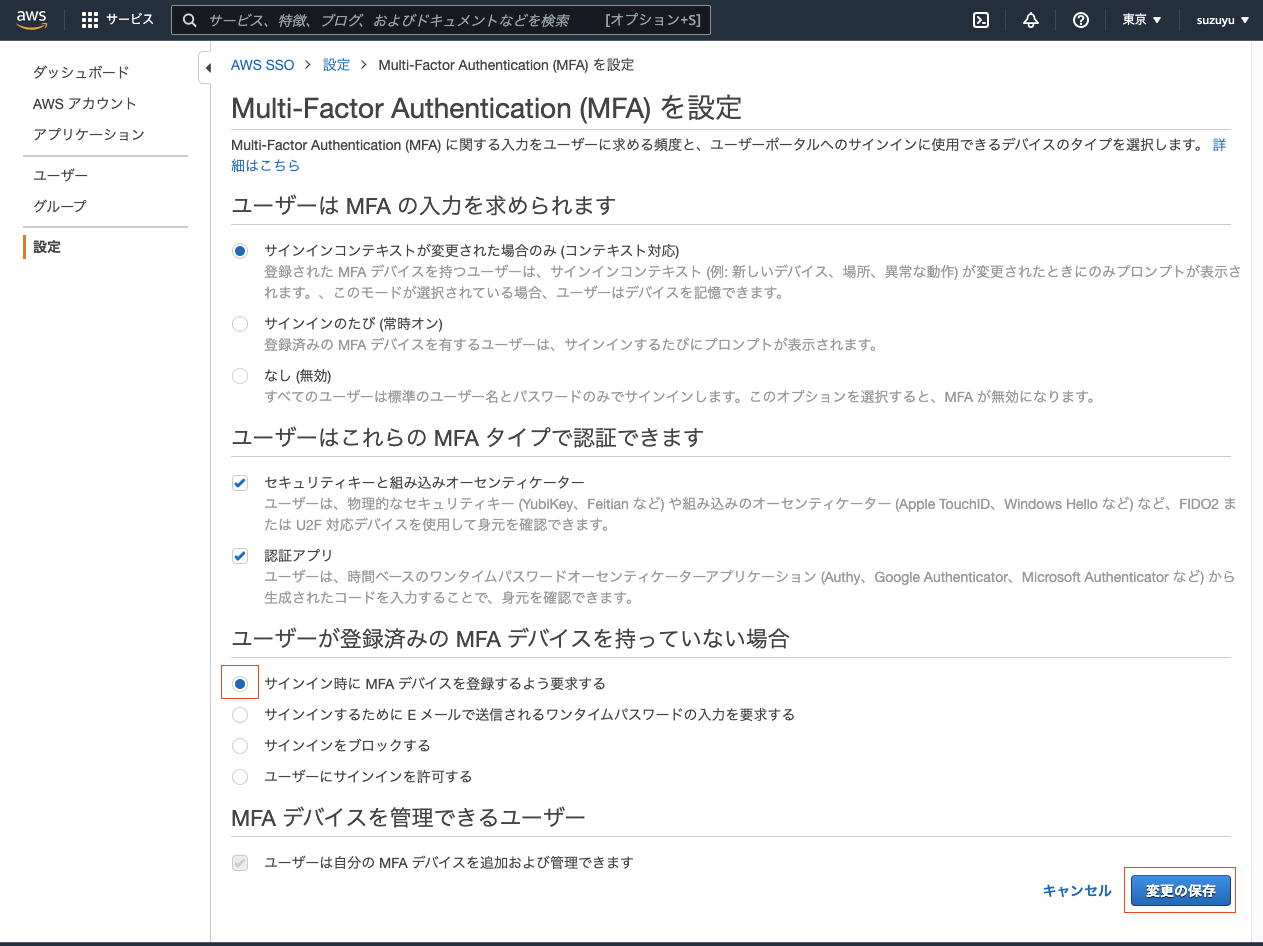 aws
サービス
サービス、特徴、ブログ、およびドキュメントなどを検索
[オプション+S]
東京 ▼
suzuyu ▼
ダッシュボード
AWS アカウント
アプリケーション
ユーザー
グループ
設定
AWS SSO > 設定 > Multi-Factor Authentication (MFA) を設定
Multi-Factor Authentication (MFA) を設定
Multi-Factor Authentication (MFA) に関する入力をユーザーに求める頻度と、ユーザーポータルへのサインインに使用できるデバイスのタイプを選択します。 詳
細はこちら
ユーザーは MFA の入力を求められます
サインインコンテキストが変更された場合のみ (コンテキスト対応)
登録された MFA デバイスを持つユーザーは、サインインコンテキスト (例: 新しいデバイス、場所、異常な動作) が変更されたときにのみプロンプトが表示さ
れます。、このモードが選択されている場合、ユーザーはデバイスを記憶できます。
サインインのたび (常時オン)
登録済みの MFA デバイスを有するユーザーは、サインインするたびにプロンプトが表示されます。
なし (無効)
すべてのユーザーは標準のユーザー名とパスワードのみでサインインします。このオプションを選択すると、MFA が無効になります。
ユーザーはこれらの MFA タイプで認証できます
セキュリティキーと組み込みオーセンティケーター
ユーザーは、物理的なセキュリティキー (YubiKey、Feitian など) や組み込みのオーセンティケーター (Apple TouchID、Windows Hello など) など、FIDO2 ま
たは U2F 対応デバイスを使用して身元を確認できます。
認証アプリ
ユーザーは、時間ベースのワンタイムパスワードオーセンティケーターアプリケーション (Authy、Google Authenticator、Microsoft Authenticator など) から
生成されたコードを入力することで、身元を確認できます。
ユーザーが登録済みの MFA デバイスを持っていない場合
サインイン時に MFA デバイスを登録するよう要求する
サインインするために E メールで送信されるワンタイムパスワードの入力を要求する
サインインをブロックする
ユーザーにサインインを許可する
MFA デバイスを管理できるユーザー
ユーザーは自分の MFA デバイスを追加および管理できます
キャンセル
変更の保存